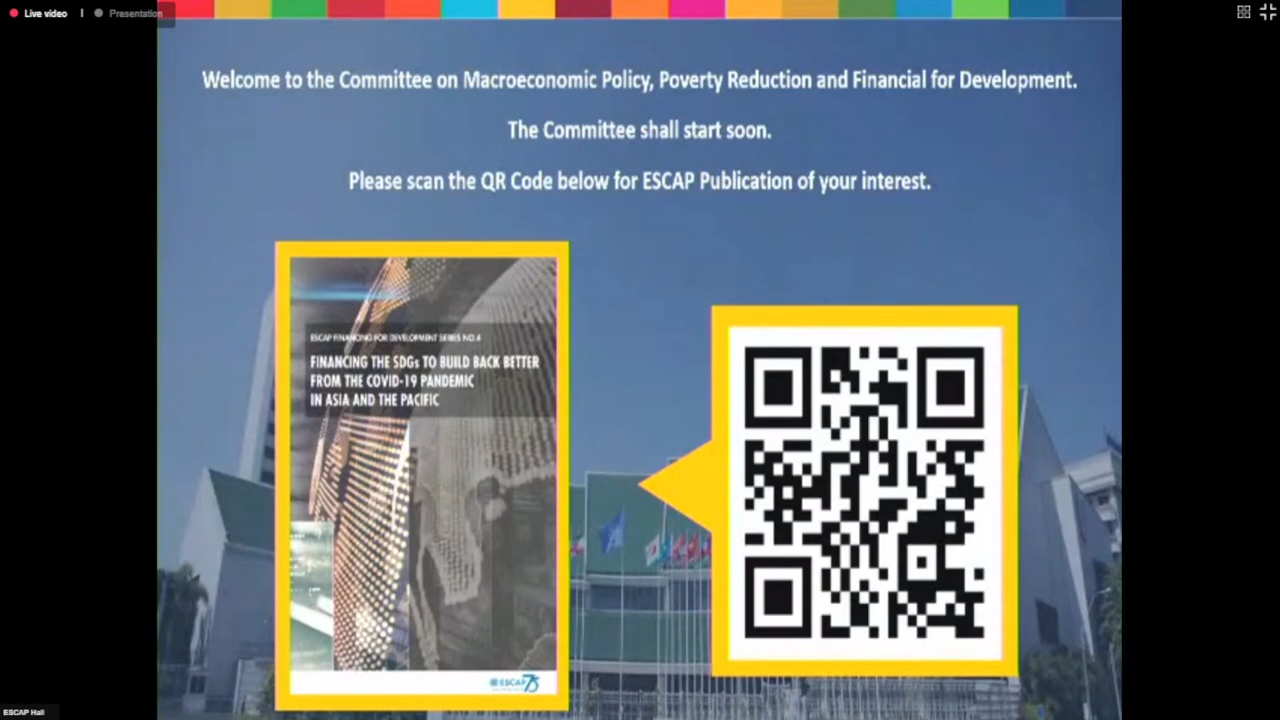 Live video
Presentation
Welcome to the Committee on Macroeconomic Policy, Poverty Reduction and Financial for Development.
The Committee shall start soon.
Please scan the QR Code below for ESCAP Publication of your interest.
ESCAP FINANCING FOR DEVELOPMENT SERIES NO.4
FINANCING THE SDGs TO BUILD BACK BETTER
FROM THE COVID-19 PANDEMIC
IN ASIA AND THE PACIFIC
ESCAP 75
ESCAP Hall